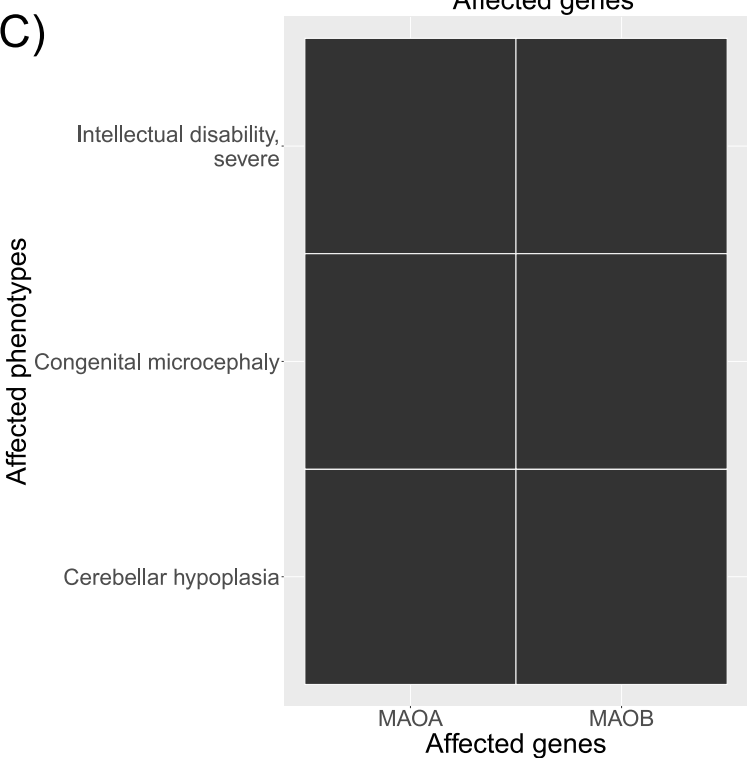 Affected genes
C)
Intellectual disability,
severe
Congenital microcephaly
Cerebellar hypoplasia
Affected phenotypes
MAOA MAOB
Affected genes